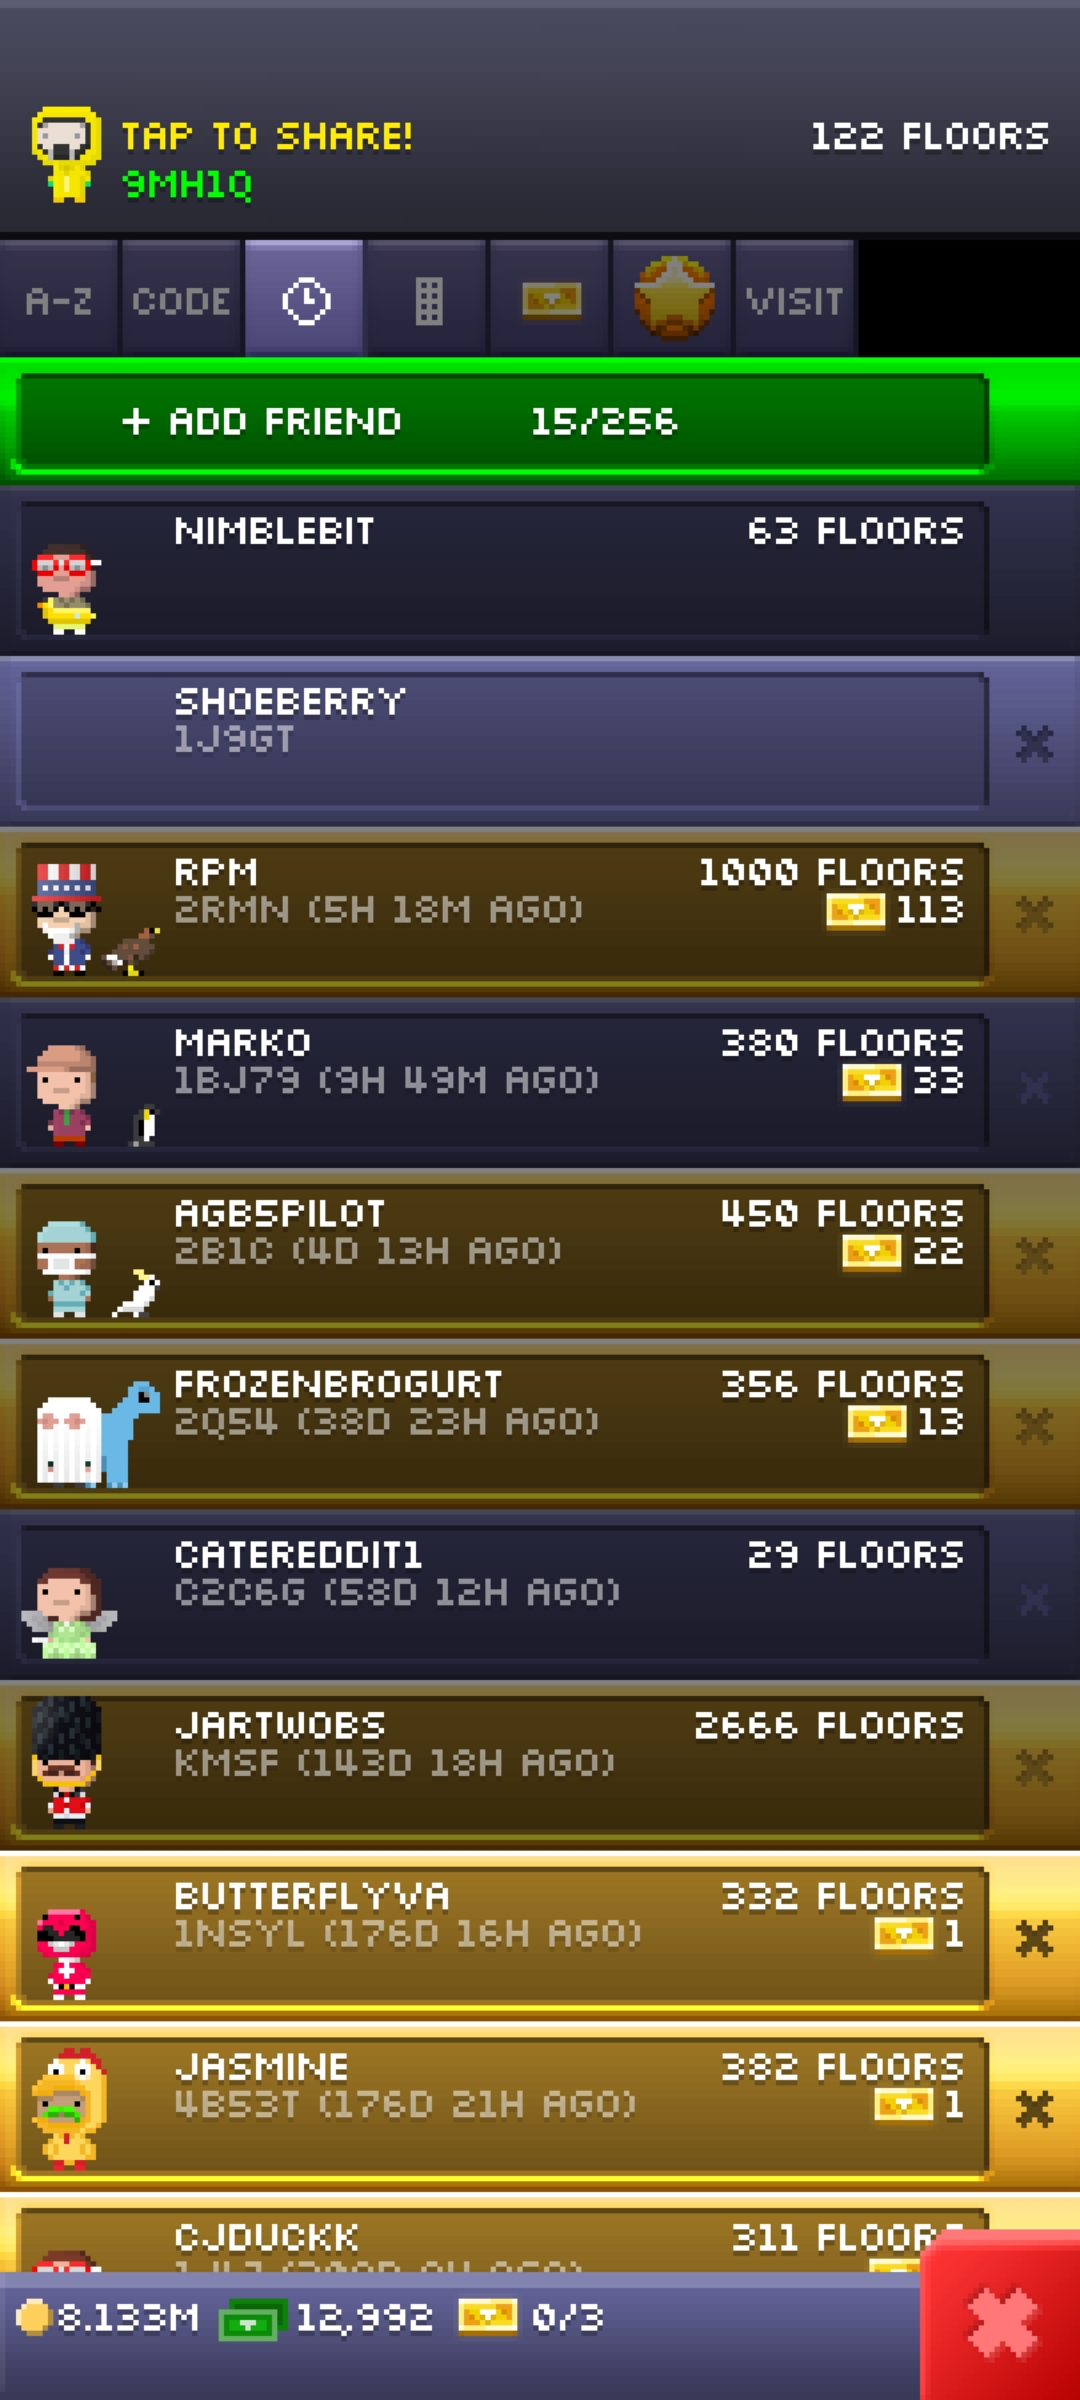 TAP TO SHARE!
122 FLOORS
9MH1Q
A-Z CODE VISIT
+ ADD FRIEND 15/256
NIMBLEBIT 63 FLOORS
SHOEBERRY
1J9GT
RPM 1000 FLOORS
2RMN (5H 18M AGO) 113
MARKO 380 FLOORS
1BJ79 (9H 49M AGO) 33
AGB5PILOT 450 FLOORS
2B1C (4D 13H AGO) 22
FROZENBROGURT 356 FLOORS
2Q54 (38D 23H AGO) 13
CATEREDDIT1 29 FLOORS
C2C6G (58D 12H AGO)
JARTWOBS 2666 FLOORS
KMSF (143D 18H AGO)
BUTTERFLYVA 332 FLOORS
1NSYL (176D 16H AGO) 1
JASMINE 382 FLOORS
4B53T (176D 21H AGO) 1
CJDUCKK 311 FLOORS
8.133M 12,992 0/3